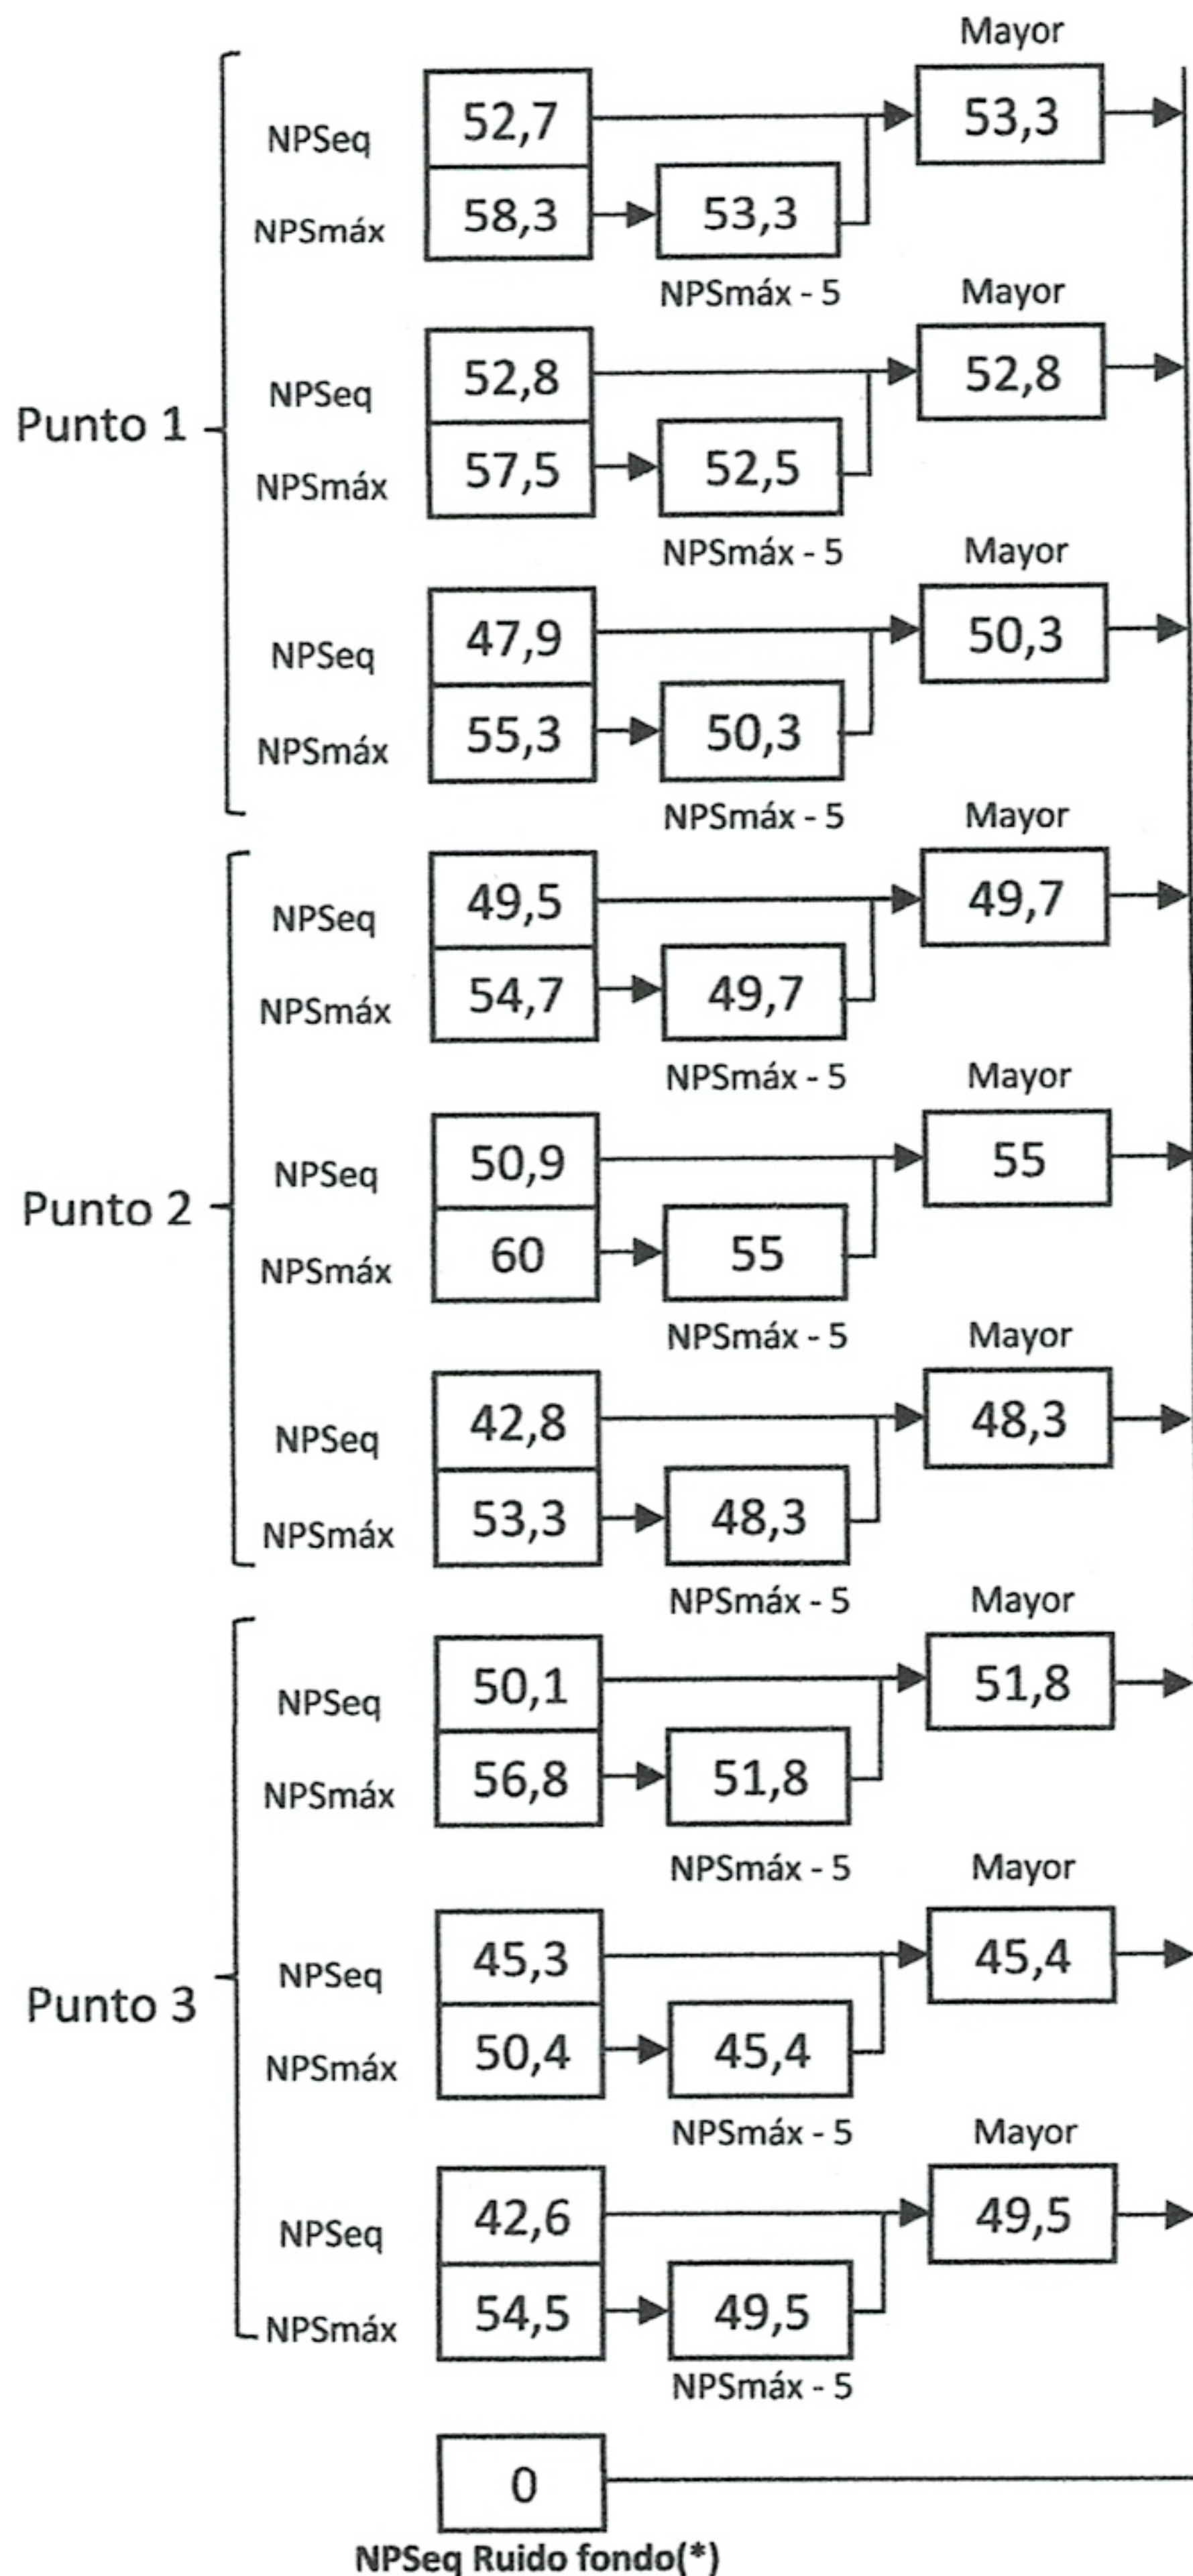 Mayor
NPSeq 52,7 53,3
NPSmáx 58,3 53,3
NPSmáx - 5 Mayor
NPSeq 52,8 52,8
Punto 1
NPSmáx 57,5 52,5
NPSmáx - 5 Mayor
NPSeq 47,9 50,3
NPSmáx 55,3 50,3
NPSmáx - 5 Mayor
NPSeq 49,5 49,7
NPSmáx 54,7 49,7
NPSmáx - 5 Mayor
NPSeq 50,9 55
Punto 2
NPSmáx 60 55
NPSmáx - 5 Mayor
NPSeq 42,8 48,3
NPSmáx 53,3 48,3
NPSmáx - 5 Mayor
NPSeq 50,1 51,8
NPSmáx 56,8 51,8
NPSmáx - 5 Mayor
NPSeq 45,3 45,4
Punto 3
NPSmáx 50,4 45,4
NPSmáx - 5 Mayor
NPSeq 42,6 49,5
NPSmáx 54,5 49,5
NPSmáx - 5
0
NPSeq Ruido fondo(*)